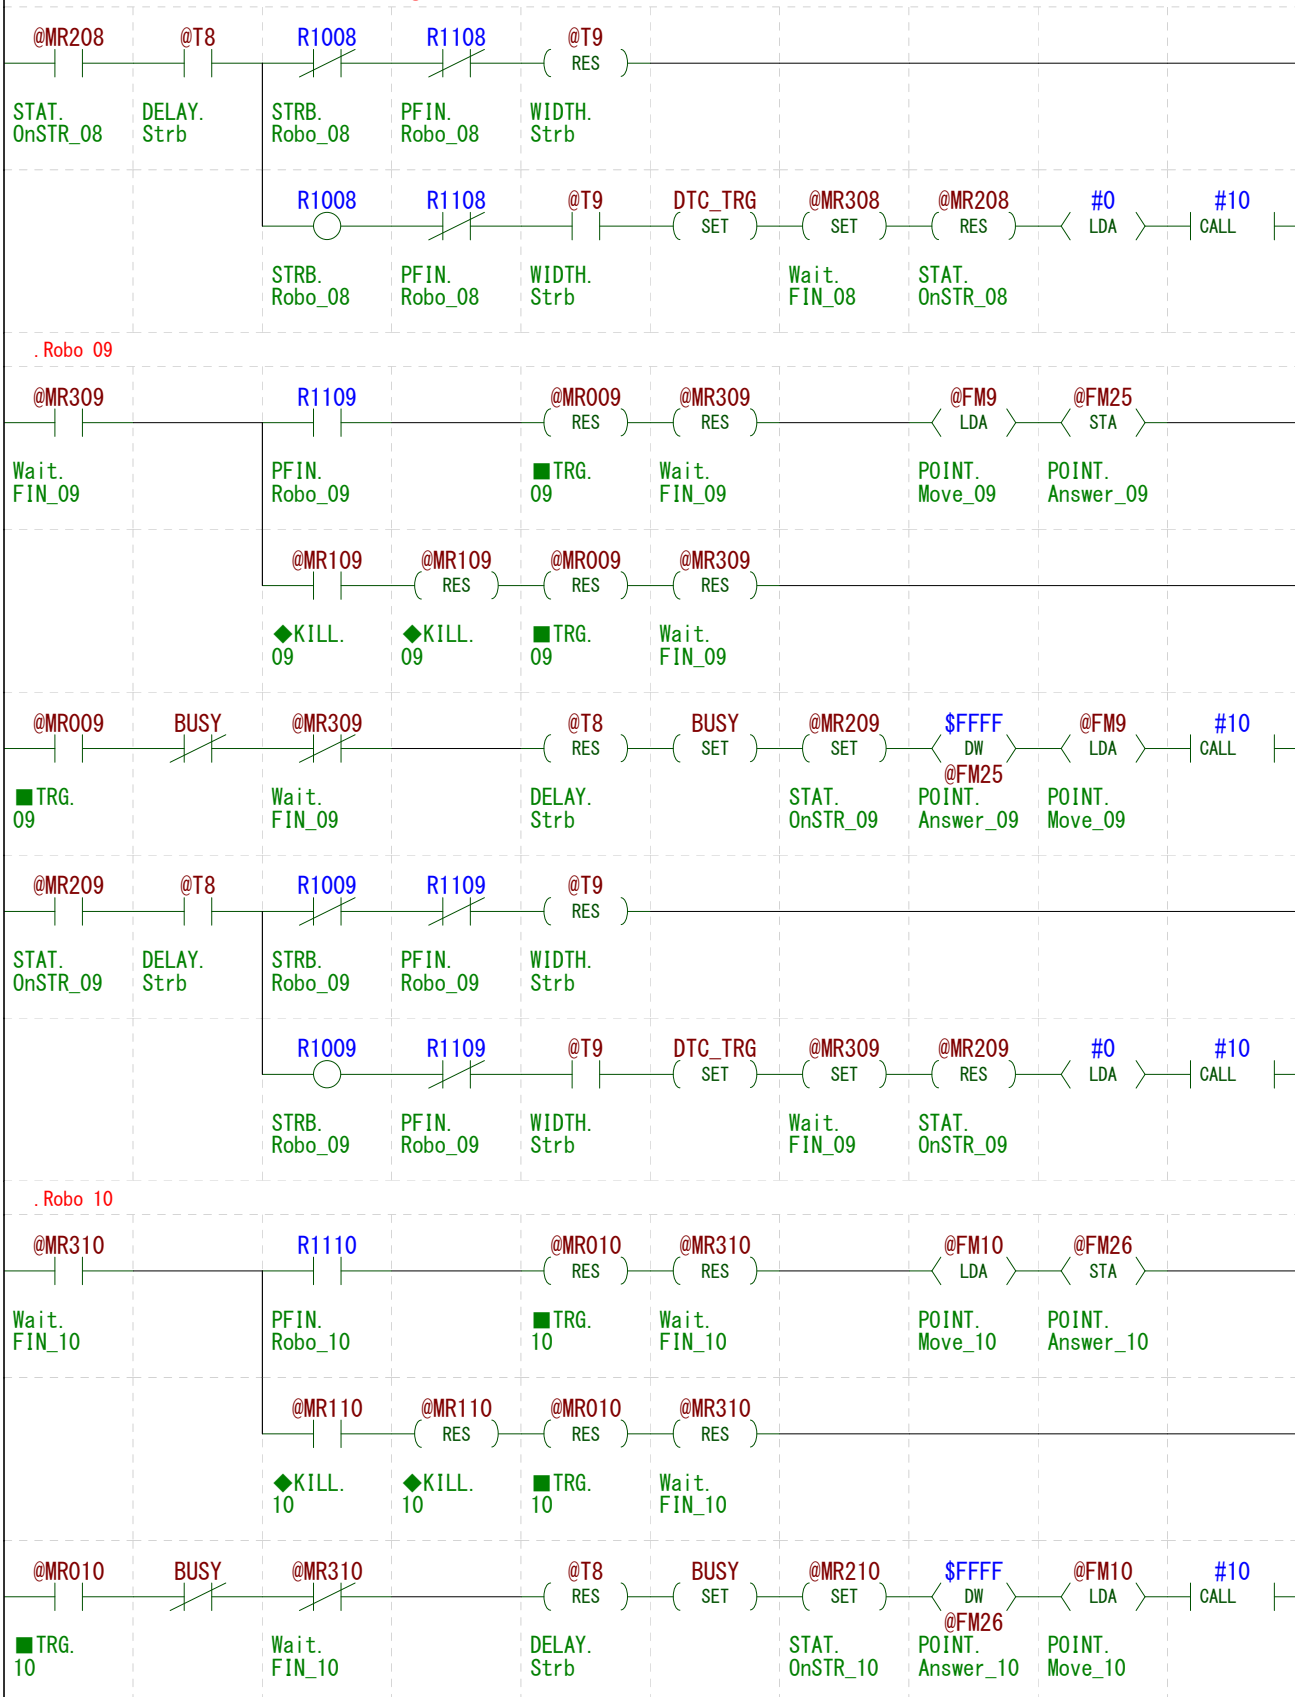 @MR208 @T8 R1008 R1108 @T9
RES
STAT. DELAY. STRB. PFIN. WIDTH.
OnSTR_08 Strb Robo_08 Robo_08 Strb
R1008 R1108 @T9 DTC_TRG @MR308 @MR208 #0 #10
SET SET RES LDA CALL
STRB. PFIN. WIDTH. Wait. STAT.
Robo_08 Robo_08 Strb FIN_08 OnSTR_08
.Robo 09
@MR309 R1109 @MR009 @MR309 @FM9 @FM25
RES RES LDA STA
Wait. PFIN. ■TRG. Wait. POINT. POINT.
FIN_09 Robo_09 09 FIN_09 Move_09 Answer_09
@MR109 @MR109 @MR009 @MR309
RES RES RES
◆KILL. ◆KILL. ■TRG. Wait.
09 09 09 FIN_09
@MR009 BUSY @MR309 @T8 BUSY @MR209 $FFFF @FM9 #10
RES SET SET DW LDA CALL
@FM25
■TRG. Wait. DELAY. STAT. POINT. POINT.
09 FIN_09 Strb OnSTR_09 Answer_09 Move_09
@MR209 @T8 R1009 R1109 @T9
RES
STAT. DELAY. STRB. PFIN. WIDTH.
OnSTR_09 Strb Robo_09 Robo_09 Strb
R1009 R1109 @T9 DTC_TRG @MR309 @MR209 #0 #10
SET SET RES LDA CALL
STRB. PFIN. WIDTH. Wait. STAT.
Robo_09 Robo_09 Strb FIN_09 OnSTR_09
.Robo 10
@MR310 R1110 @MR010 @MR310 @FM10 @FM26
RES RES LDA STA
Wait. PFIN. ■TRG. Wait. POINT. POINT.
FIN_10 Robo_10 10 FIN_10 Move_10 Answer_10
@MR110 @MR110 @MR010 @MR310
RES RES RES
◆KILL. ◆KILL. ■TRG. Wait.
10 10 10 FIN_10
@MR010 BUSY @MR310 @T8 BUSY @MR210 $FFFF @FM10 #10
RES SET SET DW LDA CALL
@FM26
■TRG. Wait. DELAY. STAT. POINT. POINT.
10 FIN_10 Strb OnSTR_10 Answer_10 Move_10